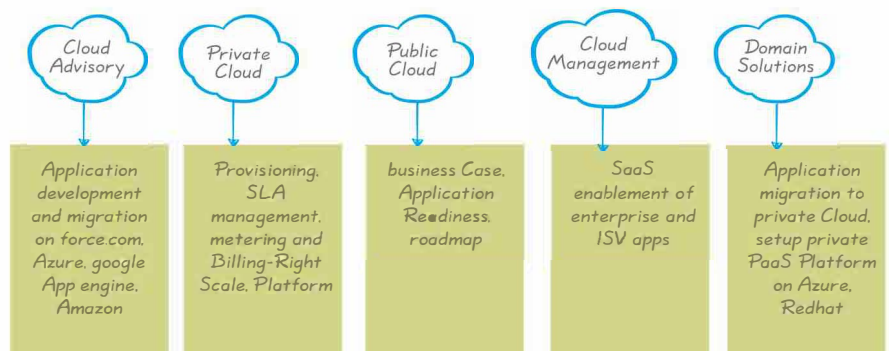 Cloud
Advisory
Private
Cloud
Public
Cloud
Cloud
Management
Domain
Solutions
Application
development
and migration
on force.com,
Azure, google
App engine,
Amazon
Provisioning,
SLA
management,
metering and
Billing-Right
Scale, Platform
business Case,
Application
Readiness,
roadmap
SaaS
enablement of
enterprise and
ISV apps
Application
migration to
private Cloud,
setup private
PaaS Platform
on Azure,
Redhat